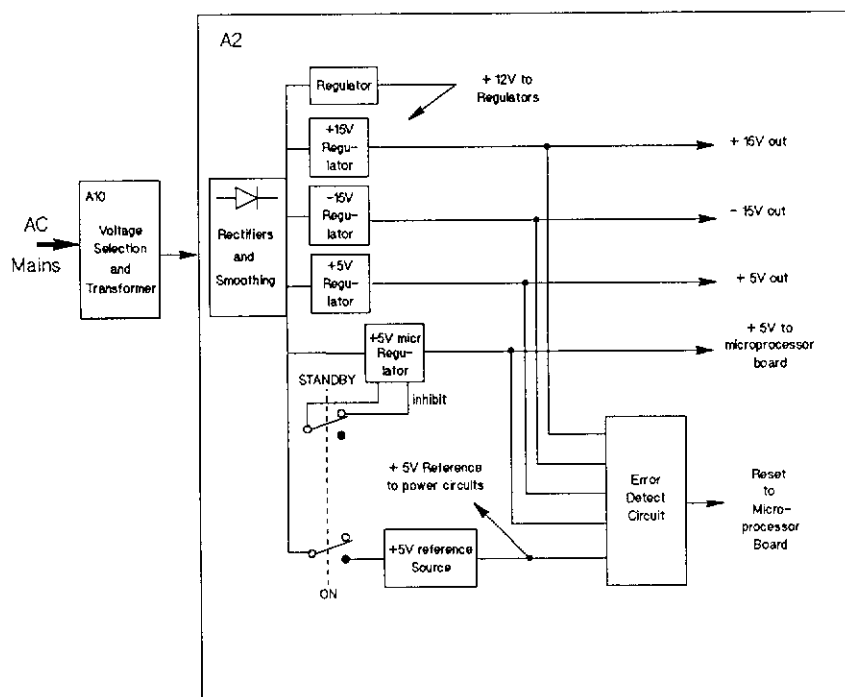 A2
Regulator
+ 12V to
Regulators
+15V
Regu-
lator
+ 15V out
A10
Voltage
Selection
and
Transformer
AC
Mains
Rectifiers
and
Smoothing
-15V
Regu-
lator
- 15V out
+5V
Regu-
lator
+ 5V out
+5V micr
Regu-
lator
+ 5V to
microprocessor
board
STANDBY
inhibit
+ 5V Reference
to power circuits
Error
Detect
Circuit
Reset
to
Micro-
processor
Board
+5V reference
Source
ON